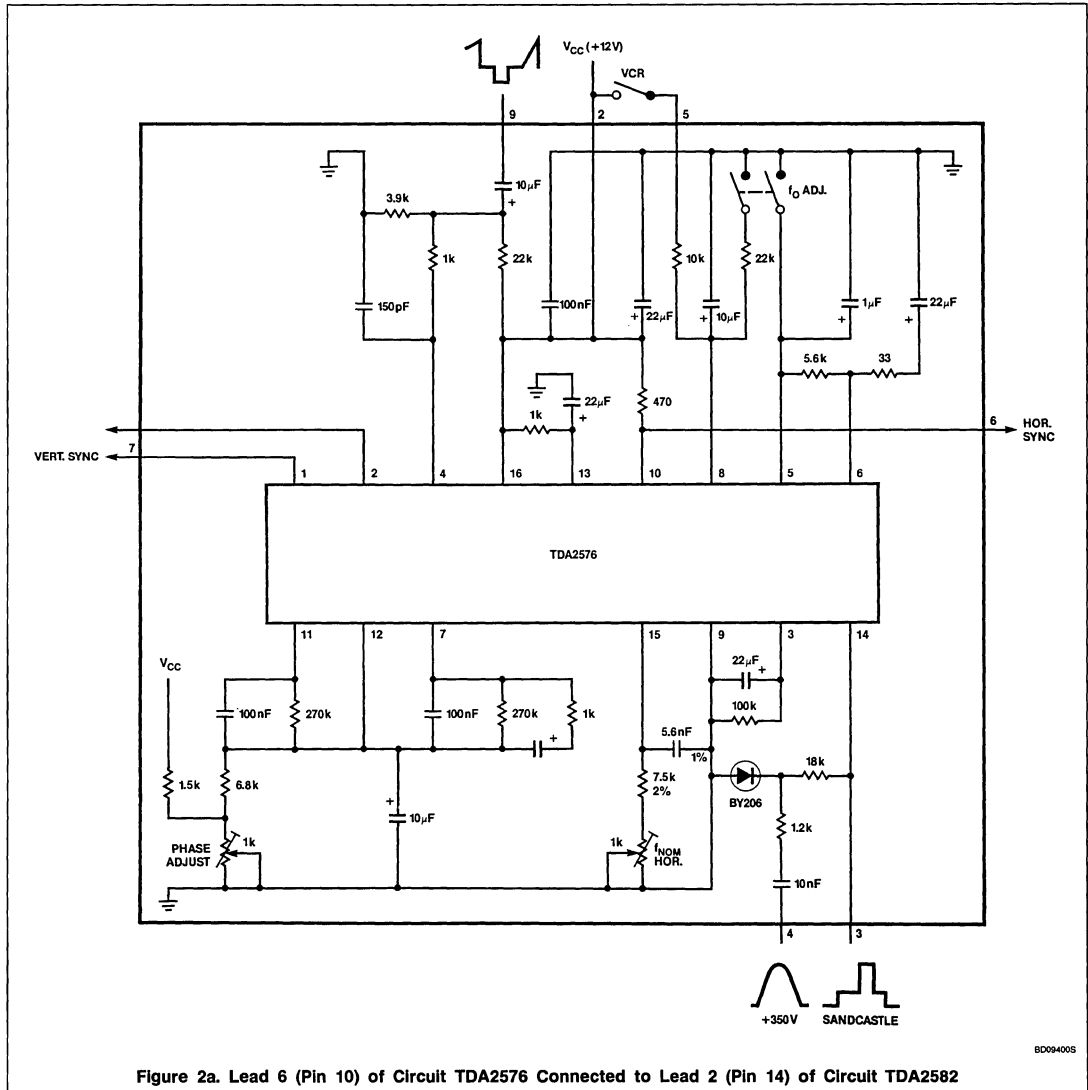 V_CC (+12V)
VCR
9
2
5
10µF
+
f_O ADJ.
3.9k
1k
22k
10k
22k
150pF
100nF
+
22µF
+
10µF
1µF
+
22µF
+
5.6k
33
1k
22µF
+
470
7
VERT. SYNC
6
HOR. SYNC
1
2
4
16
13
10
8
5
6
TDA2576
11
12
7
15
9
3
14
V_CC
100nF
270k
100nF
270k
1k
+
22µF
+
100k
5.6nF
1%
1.5k
6.8k
+
10µF
7.5k
2%
BY206
18k
1.2k
PHASE ADJUST
1k
1k
f_NOM HOR.
10nF
4
3
+350V
SANDCASTLE
BD09400S
Figure 2a. Lead 6 (Pin 10) of Circuit TDA2576 Connected to Lead 2 (Pin 14) of Circuit TDA2582